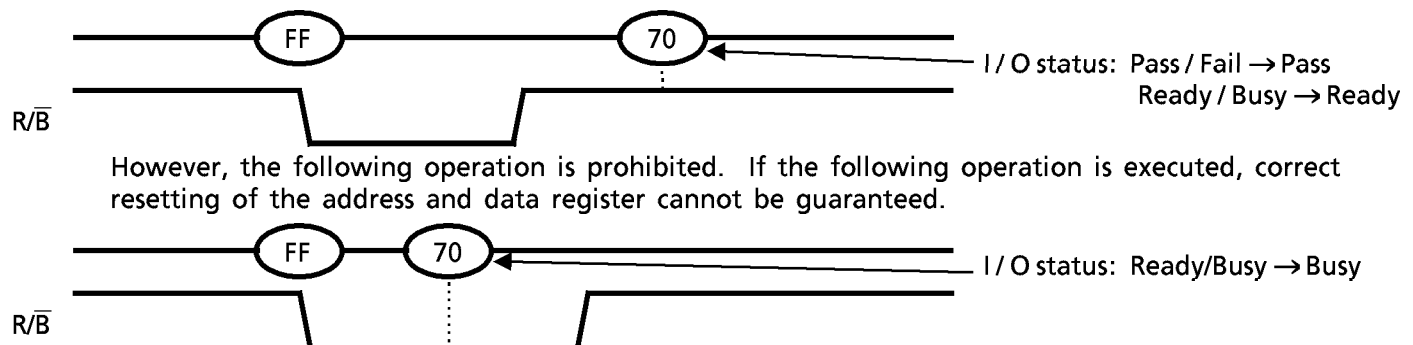 FF 70
I / O status: Pass / Fail → Pass
Ready / Busy → Ready
R/B̅
However, the following operation is prohibited. If the following operation is executed, correct
resetting of the address and data register cannot be guaranteed.
FF 70
I / O status: Ready/Busy → Busy
R/B̅